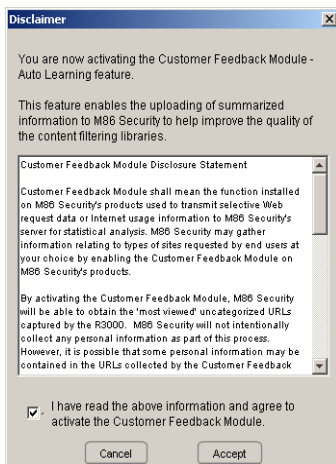 Disclaimer
You are now activating the Customer Feedback Module -
Auto Learning feature.
This feature enables the uploading of summarized
information to M86 Security to help improve the quality of
the content filtering libraries.
Customer Feedback Module Disclosure Statement
Customer Feedback Module shall mean the function installed
on M86 Security's products used to transmit selective Web
request data or Internet usage information to M86 Security's
server for statistical analysis. M86 Security may gather
information relating to types of sites requested by end users at
your choice by enabling the Customer Feedback Module on
M86 Security's products.
By activating the Customer Feedback Module, M86 Security
will be able to obtain the 'most viewed' uncategorized URLs
captured by the R3000. M86 Security will not intentionally
collect any personal information as part of this process.
However, it is possible that some personal information may be
contained in the URLs collected by the Customer Feedback
I have read the above information and agree to
activate the Customer Feedback Module.
Cancel Accept